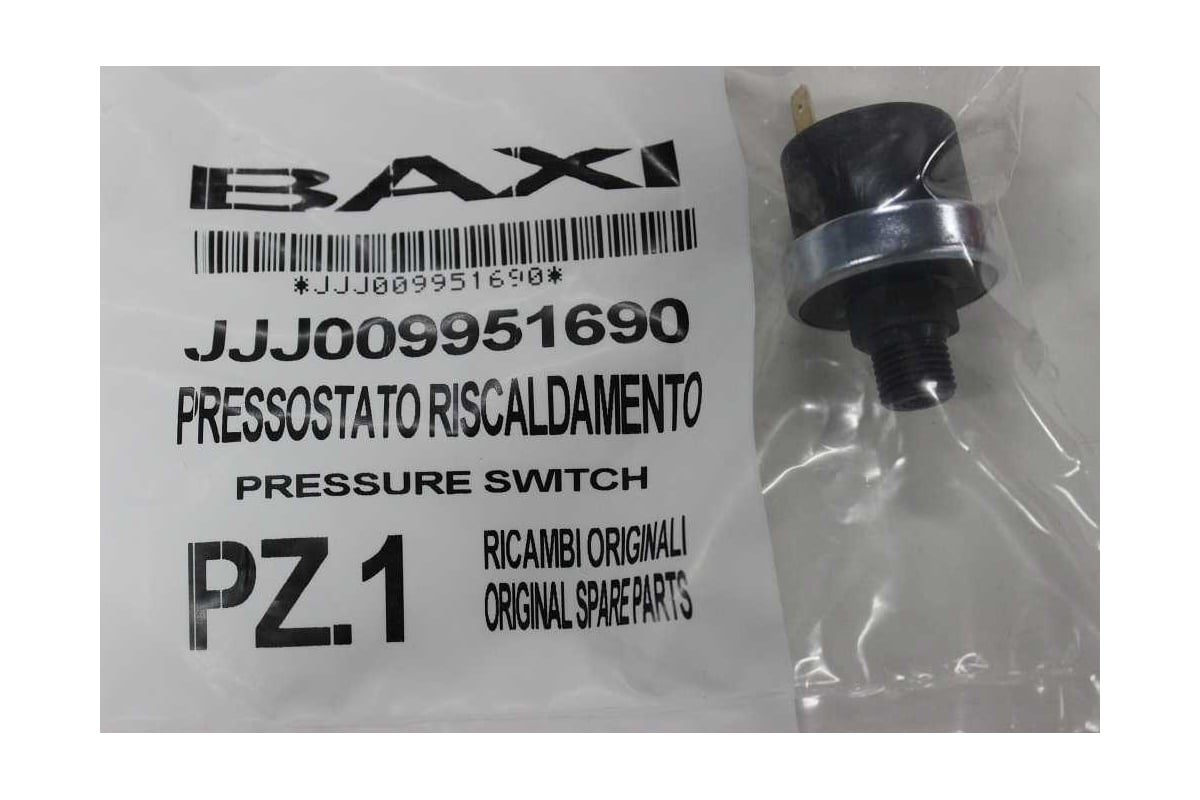 BAXI
*JJJ009951690*
JJJ009951690
PRESSOSTATO RISCALDAMENTO
PRESSURE SWITCH
PZ.1
RICAMBI ORIGINALI
ORIGINAL SPARE PARTS